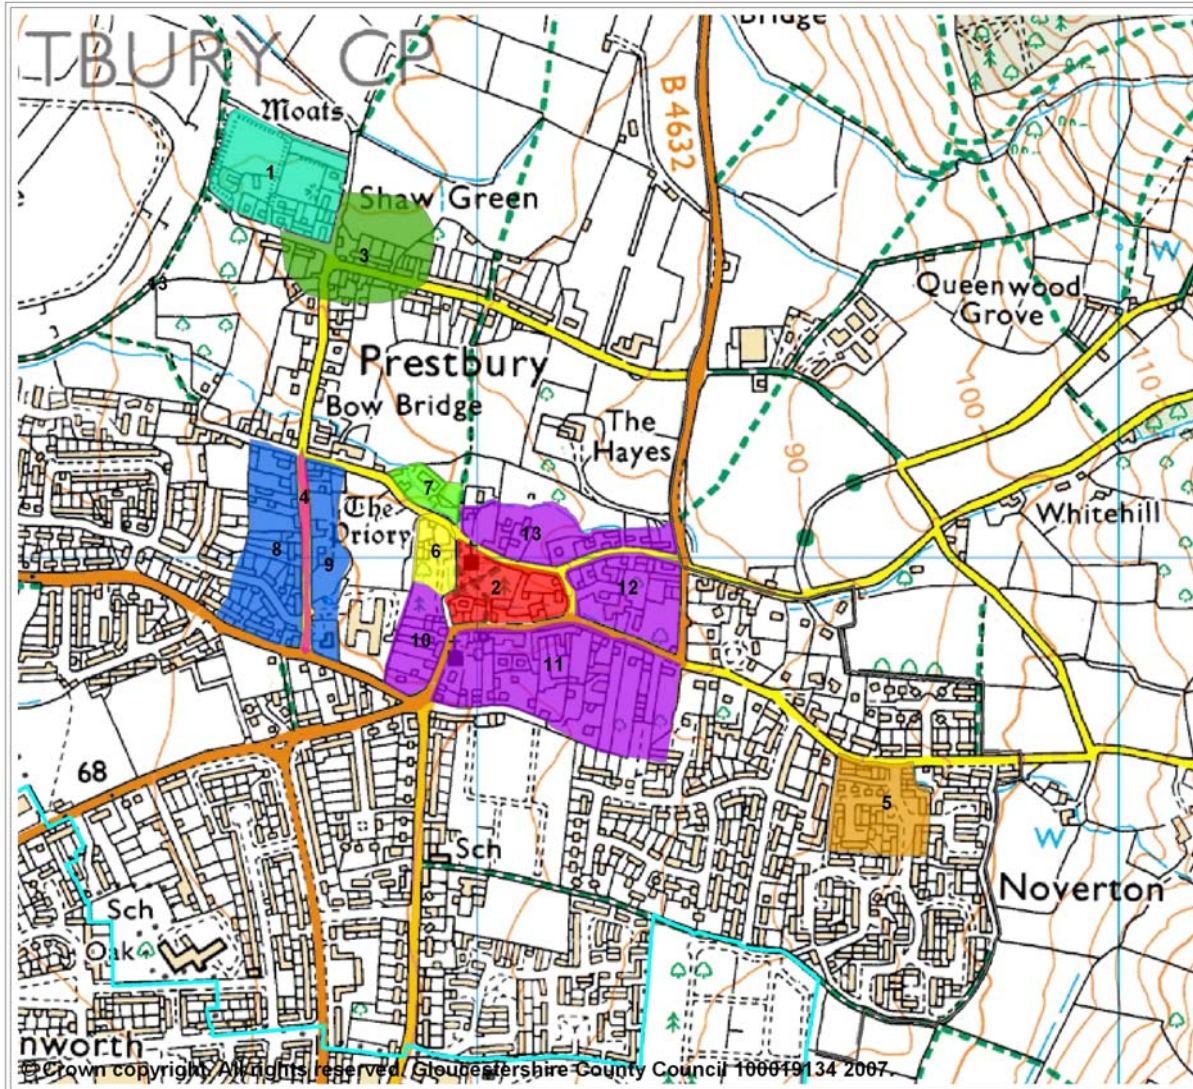 Bridge
TBURY CP
Moats
B 4632
1
Shaw Green
3
W
13
Queenwood
Grove
Prestbury
110
100
Bow Bridge
The
Hayes
90
7
4
The
Priory
Whitehill
13
6
8
9
2
12
10
11
68
5
W
Sch
Noverton
Sch
Oak
nworth
© Crown copyright. All rights reserved. Gloucestershire County Council 100019134 2007.